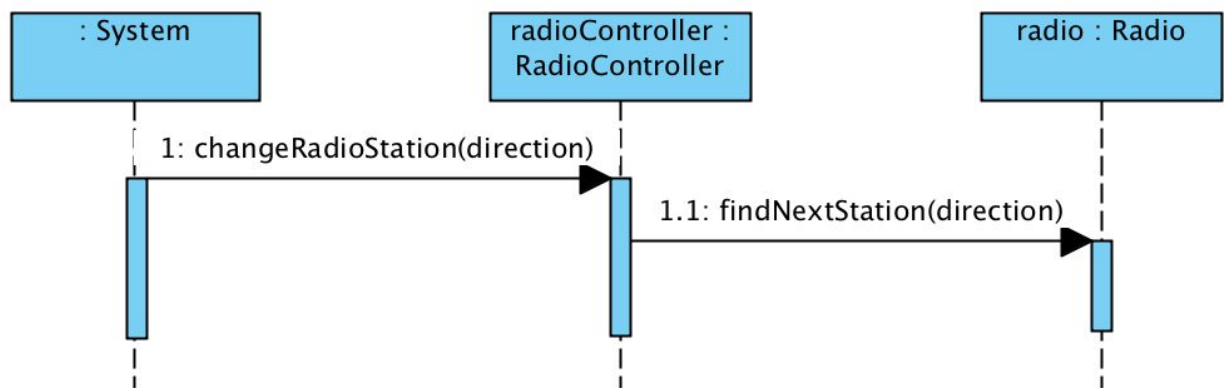 : System
radioController :
RadioController
radio : Radio
1: changeRadioStation(direction)
1.1: findNextStation(direction)